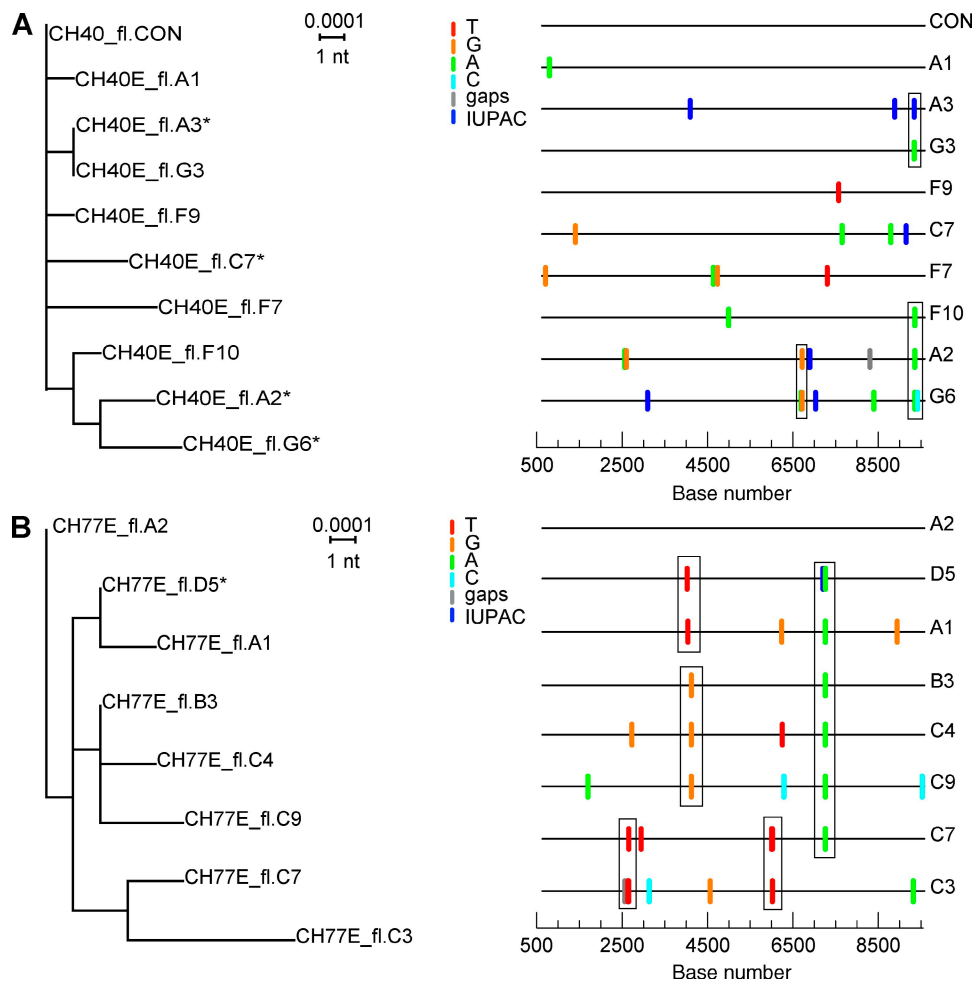 A
CH40_fl.CON
CH40E_fl.A1
CH40E_fl.A3*
CH40E_fl.G3
CH40E_fl.F9
CH40E_fl.C7*
CH40E_fl.F7
CH40E_fl.F10
CH40E_fl.A2*
CH40E_fl.G6*
0.0001
1 nt
T
G
A
C
gaps
IUPAC
CON
A1
A3
G3
F9
C7
F7
F10
A2
G6
500 2500 4500 6500 8500
Base number
B
CH77E_fl.A2
CH77E_fl.D5*
CH77E_fl.A1
CH77E_fl.B3
CH77E_fl.C4
CH77E_fl.C9
CH77E_fl.C7
CH77E_fl.C3
0.0001
1 nt
T
G
A
C
gaps
IUPAC
A2
D5
A1
B3
C4
C9
C7
C3
500 2500 4500 6500 8500
Base number